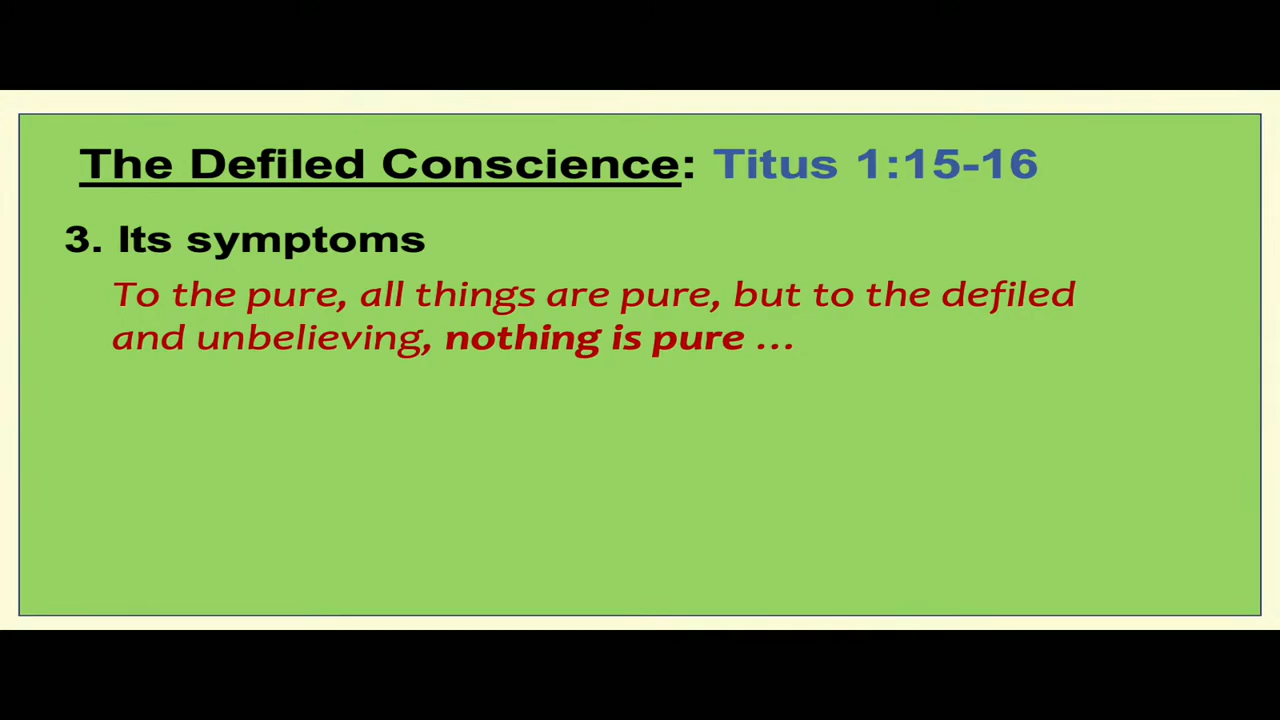 The Defiled Conscience: Titus 1:15-16
3. Its symptoms
To the pure, all things are pure, but to the defiled
and unbelieving, nothing is pure …